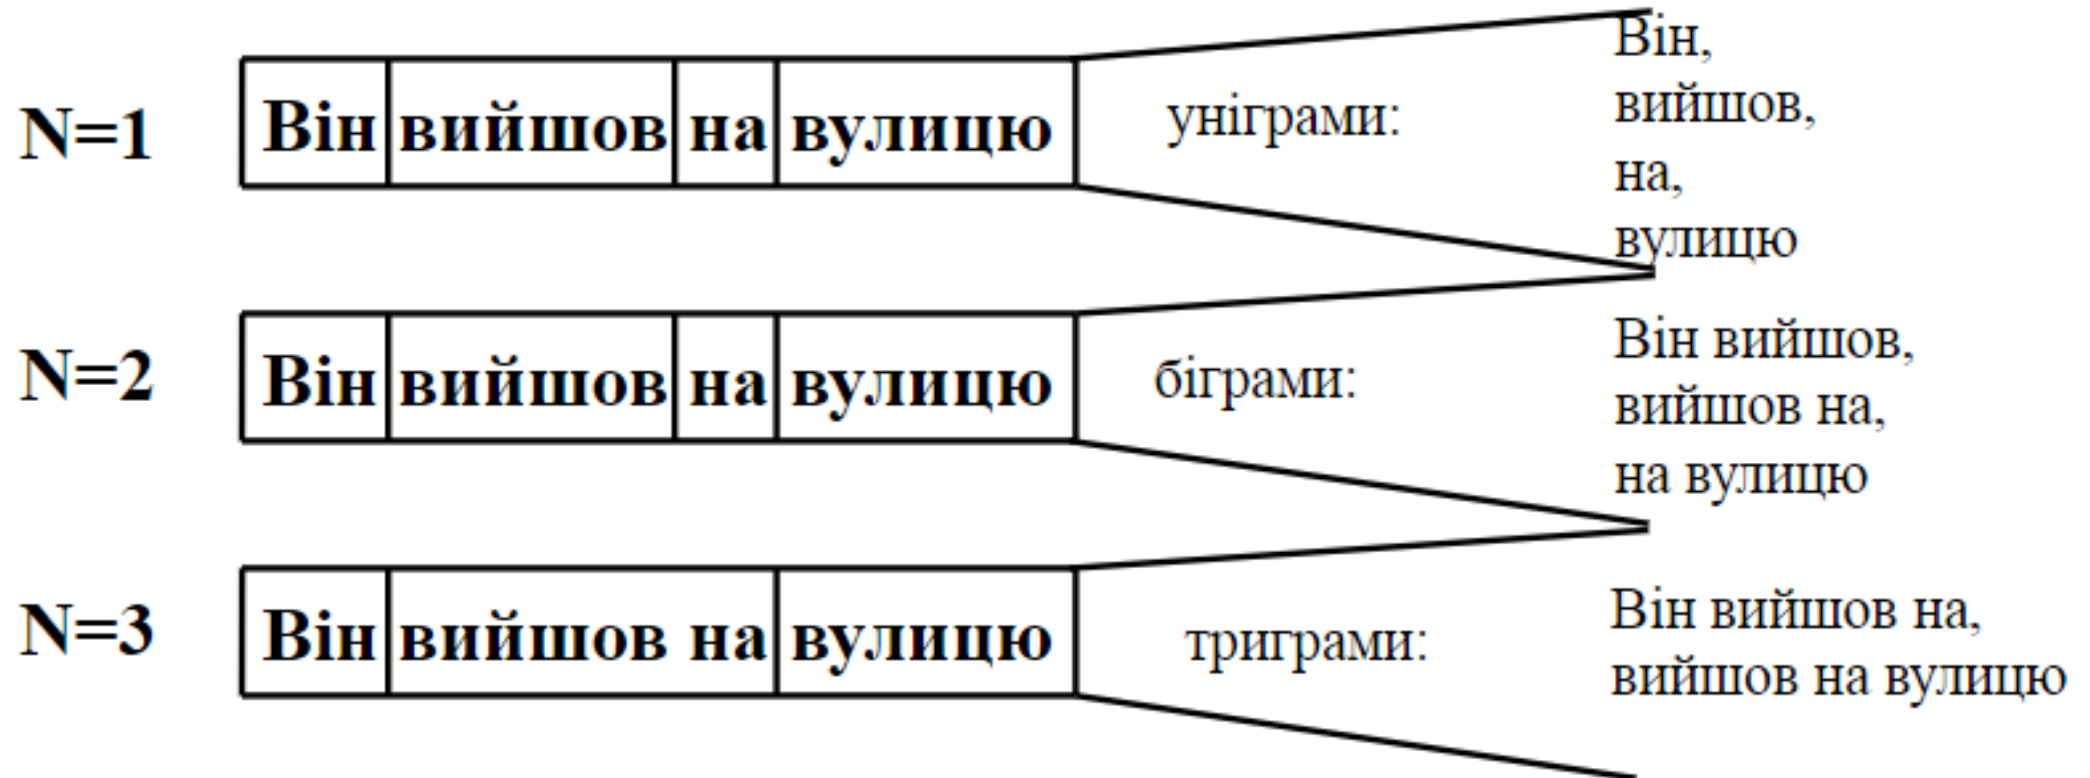 N=1
Він вийшов на вулицю
уніграми:
Він,
вийшов,
на,
вулицю
N=2
Він вийшов на вулицю
біграми:
Він вийшов,
вийшов на,
на вулицю
N=3
Він вийшов на вулицю
триграми:
Він вийшов на,
вийшов на вулицю